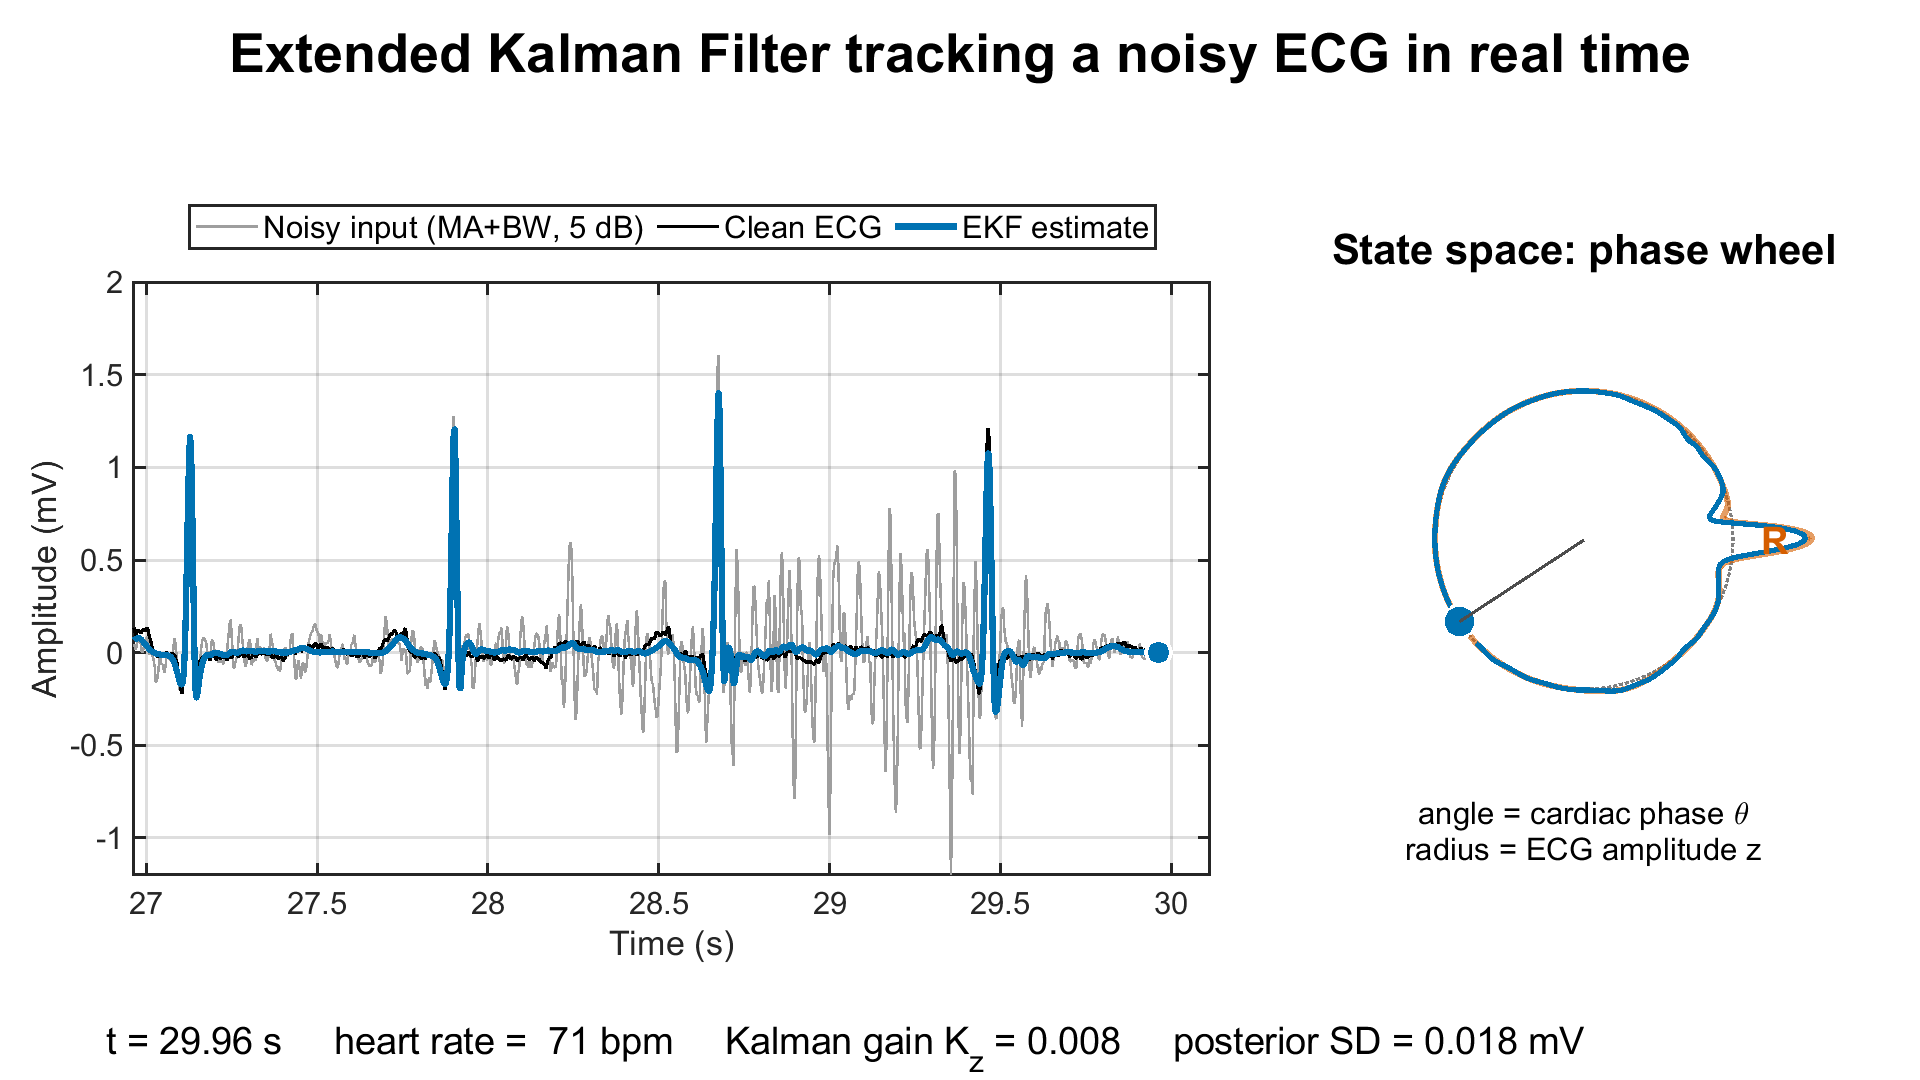 Extended Kalman Filter tracking a noisy ECG in real time
Noisy input (MA+BW, 5 dB) Clean ECG EKF estimate
State space: phase wheel
2
1.5
1
0.5
0
-0.5
-1
Amplitude (mV)
27 27.5 28 28.5 29 29.5 30
Time (s)
R
angle = cardiac phase θ
radius = ECG amplitude z
t = 29.96 s heart rate = 71 bpm Kalman gain K_z = 0.008 posterior SD = 0.018 mV